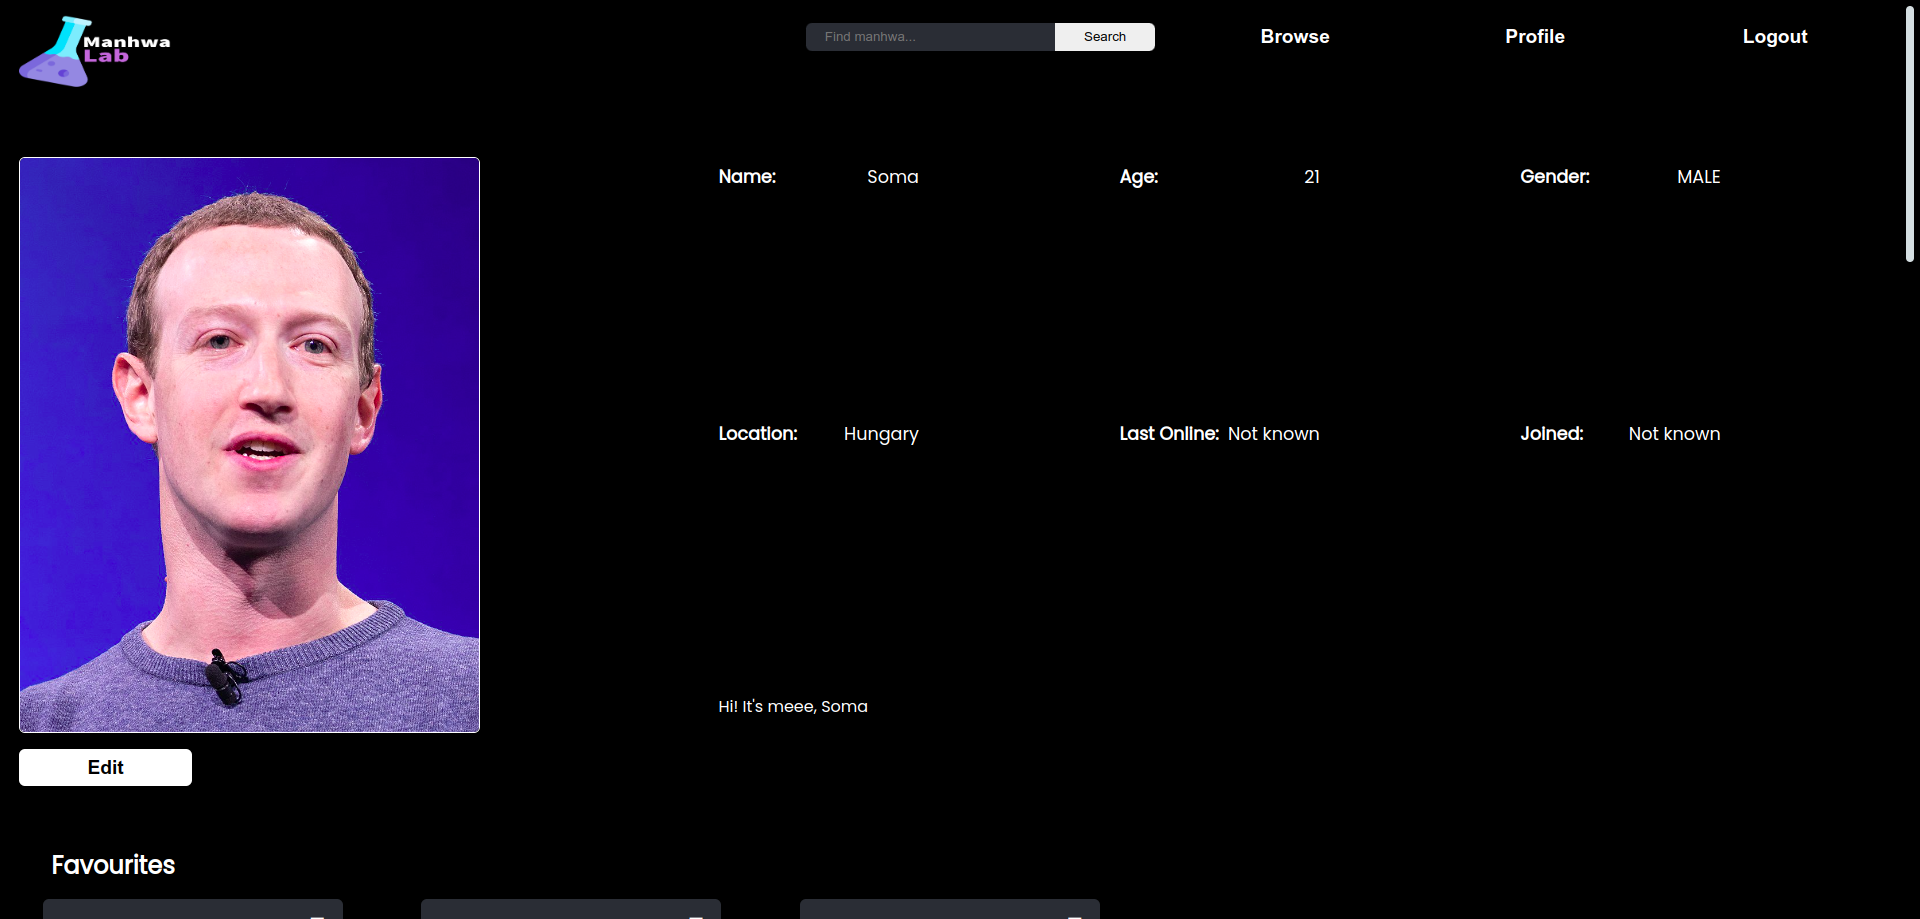 Manhwa
Lab
Find manhwa...
Search
Browse
Profile
Logout
Name: Soma
Age: 21
Gender: MALE
Location: Hungary
Last Online: Not known
Joined: Not known
Hi! It's meee, Soma
Edit
Favourites